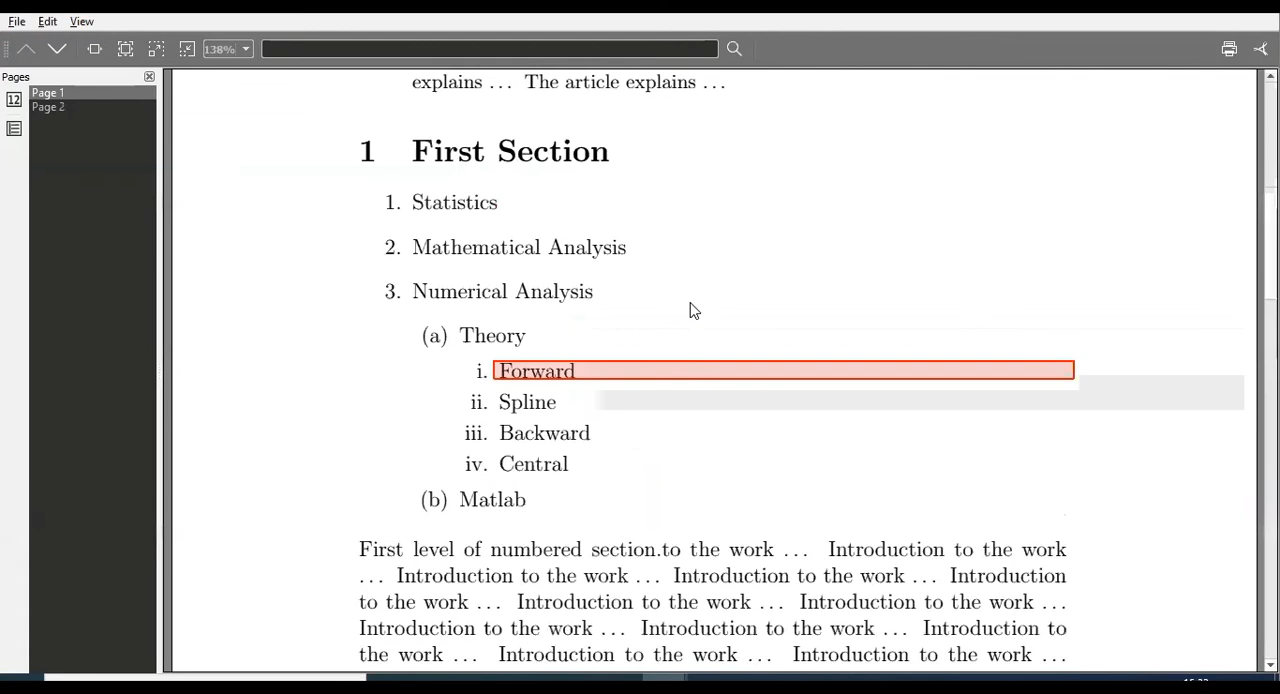 File Edit View
138%
Pages
Page 1
Page 2
12
explains ... The article explains ...
1 First Section
1. Statistics
2. Mathematical Analysis
3. Numerical Analysis
(a) Theory
i. Forward
ii. Spline
iii. Backward
iv. Central
(b) Matlab
First level of numbered section.to the work ... Introduction to the work
... Introduction to the work ... Introduction to the work ... Introduction
to the work ... Introduction to the work ... Introduction to the work ...
Introduction to the work ... Introduction to the work ... Introduction to
the work ... Introduction to the work ... Introduction to the work ...